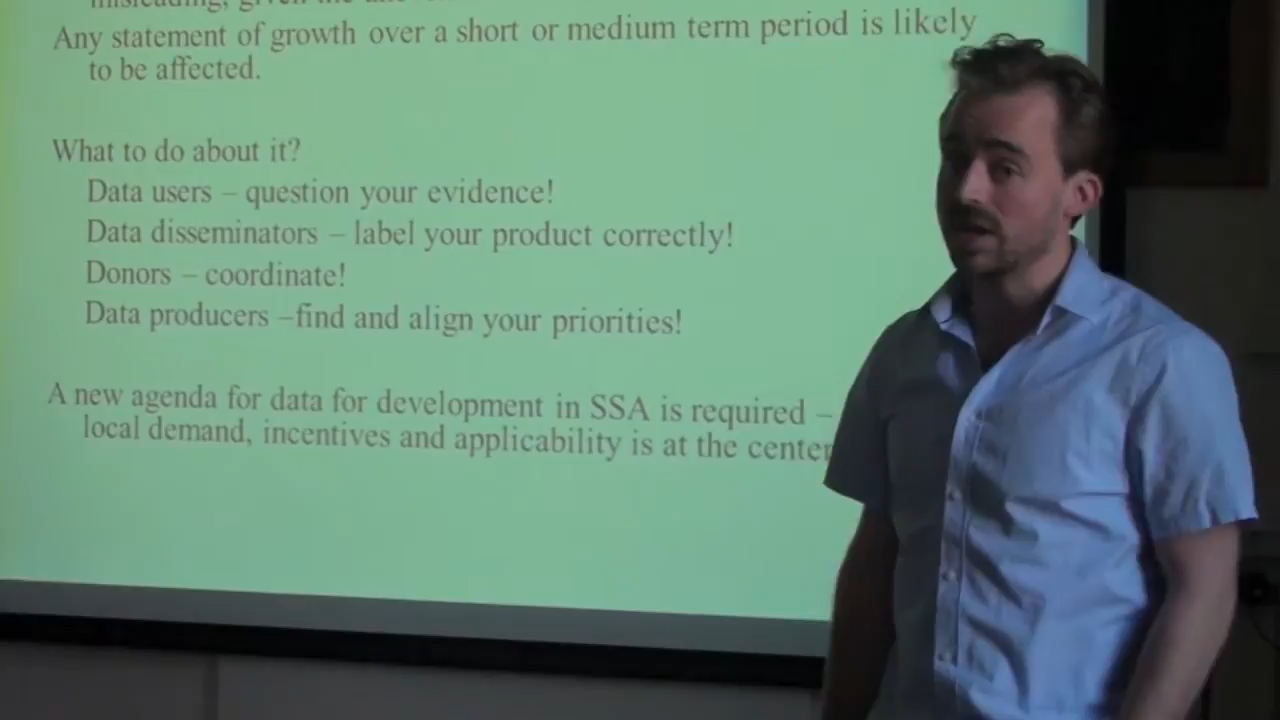 misleading, given the
Any statement of growth over a short or medium term period is likely
to be affected.
What to do about it?
Data users – question your evidence!
Data disseminators – label your product correctly!
Donors – coordinate!
Data producers –find and align your priorities!
A new agenda for data for development in SSA is required –
local demand, incentives and applicability is at the center